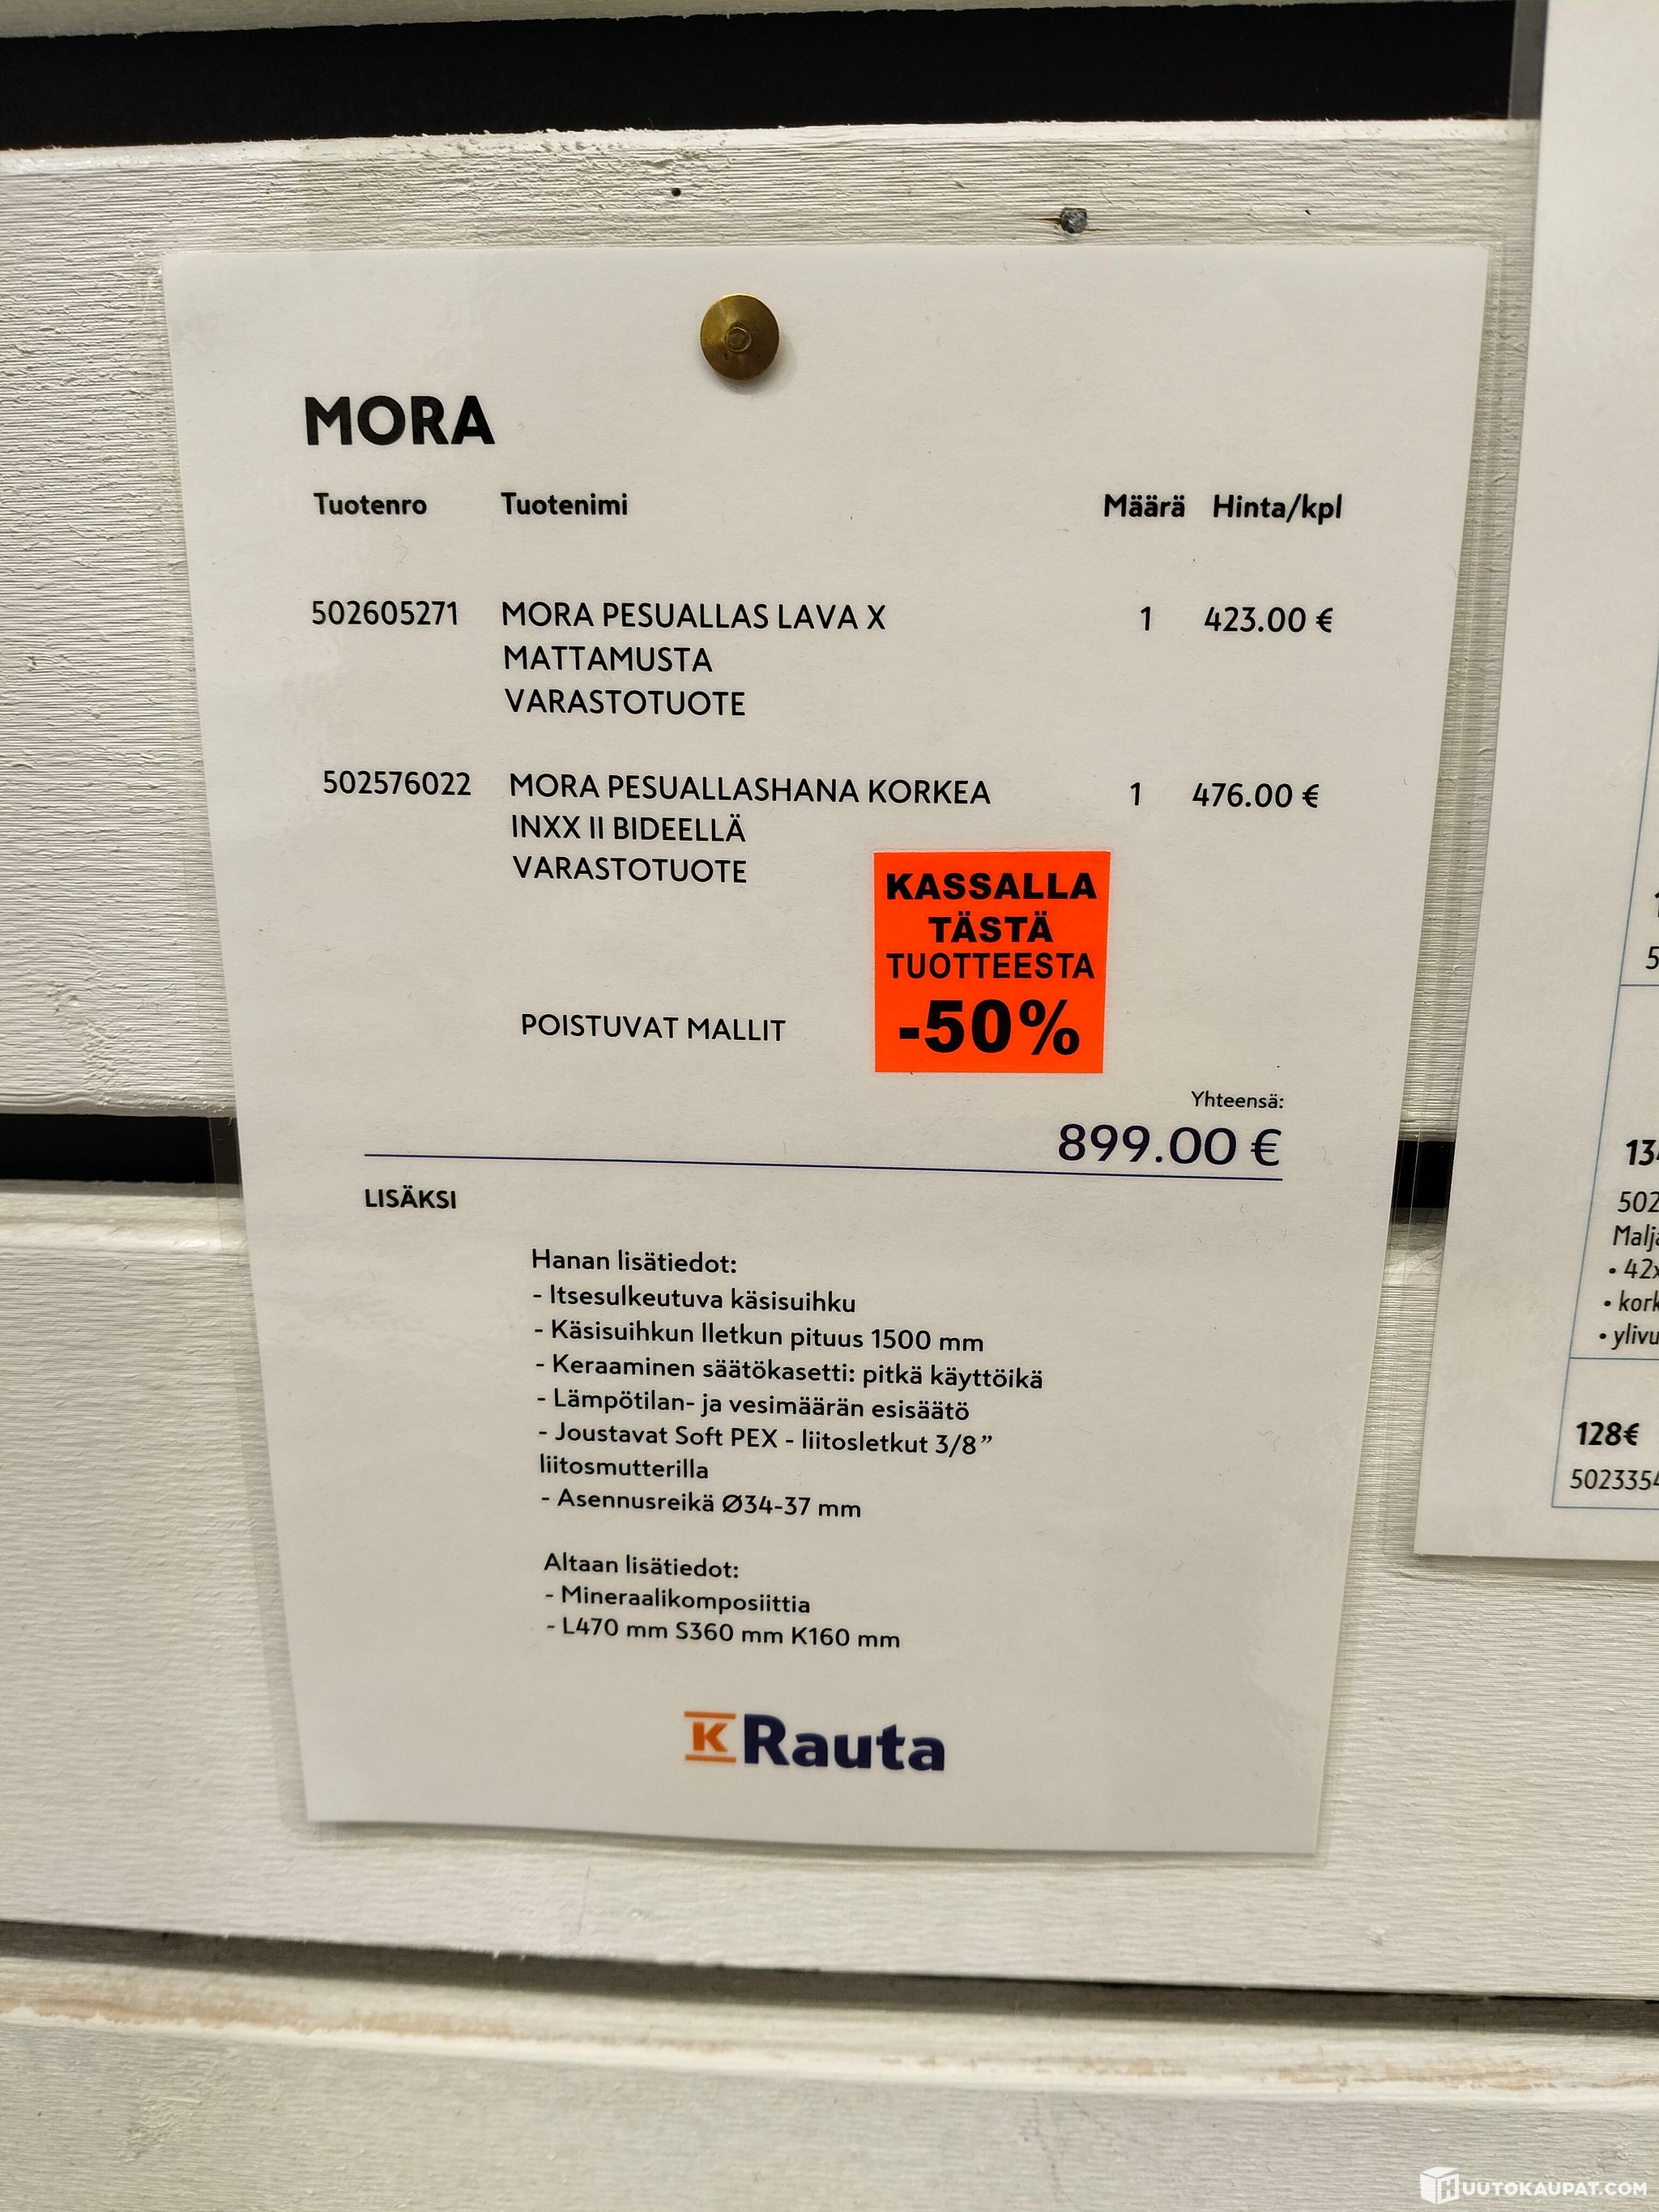 MORA
Tuotenro Tuotenimi Määrä Hinta/kpl
502605271 MORA PESUALLAS LAVA X 1 423.00 €
MATTAMUSTA
VARASTOTUOTE
502576022 MORA PESUALLASHANA KORKEA 1 476.00 €
INXX II BIDEELLÄ
VARASTOTUOTE
KASSALLA
TÄSTÄ
TUOTTEESTA
-50%
POISTUVAT MALLIT
Yhteensä:
899.00 €
LISÄKSI
Hanan lisätiedot:
- Itsesulkeutuva käsisuihku
- Käsisuihkun lletkun pituus 1500 mm
- Keraaminen säätökasetti: pitkä käyttöikä
- Lämpötilan- ja vesimäärän esisäätö
- Joustavat Soft PEX - liitosletkut 3/8”
liitosmutterilla
- Asennusreikä Ø34-37 mm
Altaan lisätiedot:
- Mineraalikomposiittia
- L470 mm S360 mm K160 mm
K Rauta
128€
HUUTOKAUPAT.COM